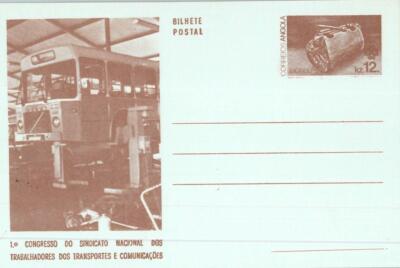 BILHETE
POSTAL
CORREIOS ANGOLA
kz 12.
1.º CONGRESSO DO SINDICATO NACIONAL DOS
TRABALHADORES DOS TRANSPORTES E COMUNICAÇÕES